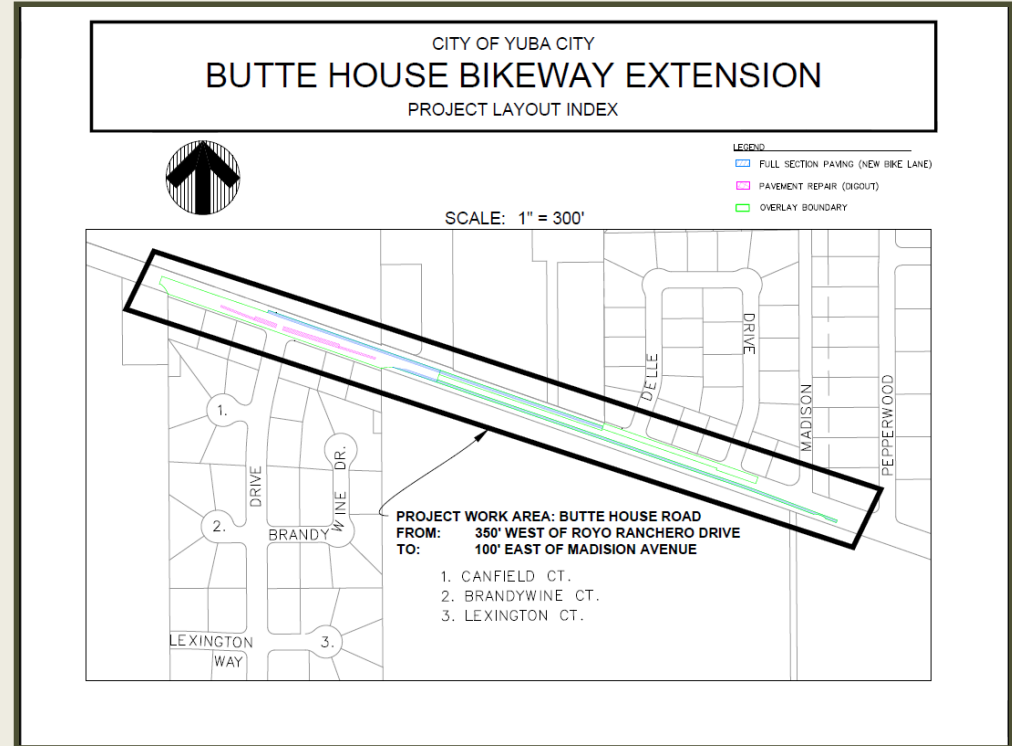 CITY OF YUBA CITY
BUTTE HOUSE BIKEWAY EXTENSION
PROJECT LAYOUT INDEX
LEGEND
FULL SECTION PAVING (NEW BIKE LANE)
PAVEMENT REPAIR (DIGOUT)
OVERLAY BOUNDARY
SCALE: 1" = 300'
DELLE
DRIVE
MADISON
PEPPERWOOD
1.
DRIVE
2.
BRANDYWINE DR.
PROJECT WORK AREA: BUTTE HOUSE ROAD
FROM: 350' WEST OF ROYO RANCHERO DRIVE
TO: 100' EAST OF MADISION AVENUE
1. CANFIELD CT.
2. BRANDYWINE CT.
3. LEXINGTON CT.
LEXINGTON
WAY
3.